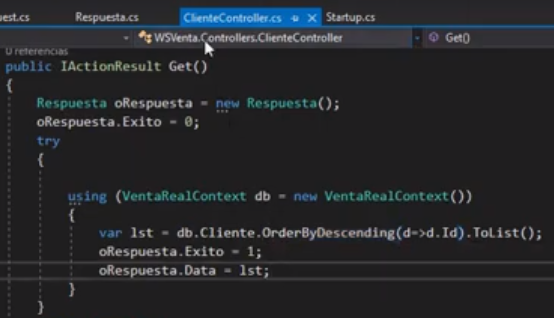 uest.cs Respuesta.cs ClienteController.cs Startup.cs
WSVenta.Controllers.ClienteController Get()
0 referencias
public IActionResult Get()
{
Respuesta oRespuesta = new Respuesta();
oRespuesta.Exito = 0;
try
{
using (VentaRealContext db = new VentaRealContext())
{
var lst = db.Cliente.OrderByDescending(d=>d.Id).ToList();
oRespuesta.Exito = 1;
oRespuesta.Data = lst;
}
}